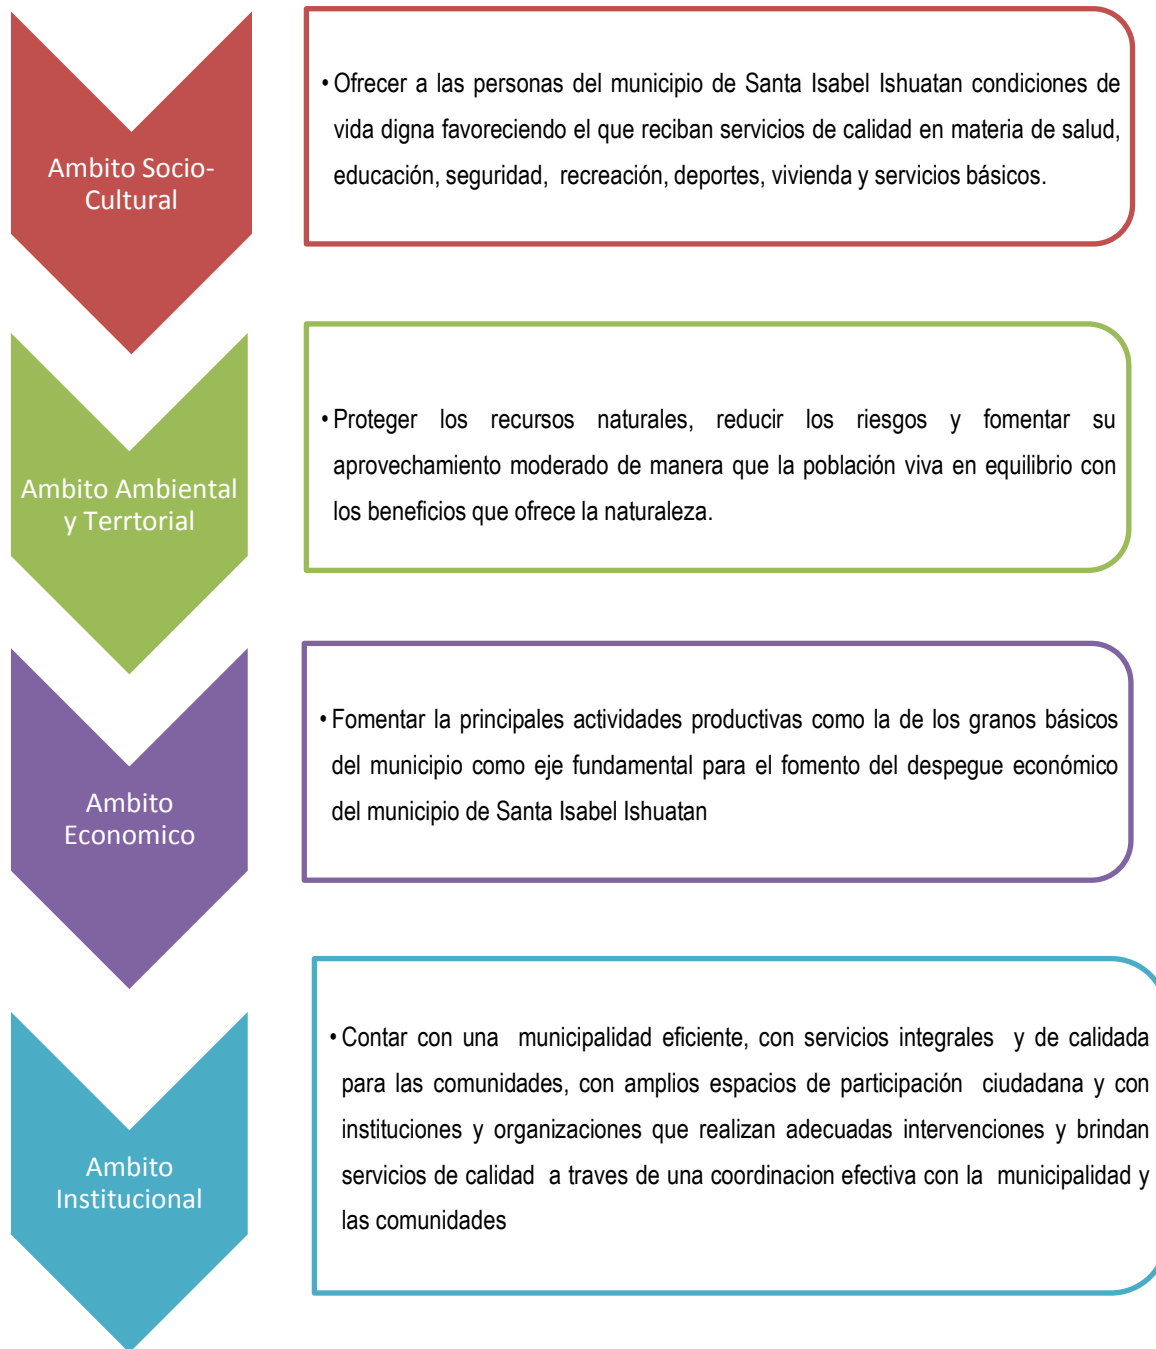 Ambito Socio-
Cultural
• Ofrecer a las personas del municipio de Santa Isabel Ishuatan condiciones de
vida digna favoreciendo el que reciban servicios de calidad en materia de salud,
educación, seguridad, recreación, deportes, vivienda y servicios básicos.
Ambito Ambiental
y Terrtorial
• Proteger los recursos naturales, reducir los riesgos y fomentar su
aprovechamiento moderado de manera que la población viva en equilibrio con
los beneficios que ofrece la naturaleza.
Ambito
Economico
• Fomentar la principales actividades productivas como la de los granos básicos
del municipio como eje fundamental para el fomento del despegue económico
del municipio de Santa Isabel Ishuatan
Ambito
Institucional
• Contar con una municipalidad eficiente, con servicios integrales y de calidada
para las comunidades, con amplios espacios de participación ciudadana y con
instituciones y organizaciones que realizan adecuadas intervenciones y brindan
servicios de calidad a traves de una coordinacion efectiva con la municipalidad y
las comunidades